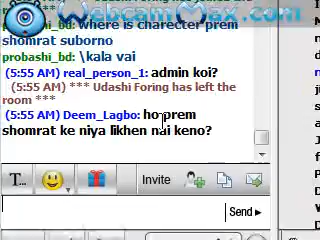 WebcamMax.com
probashi_bd: Where is charecter prem
shomrat suborno
probashi_bd: \kala vai
(5:55 AM) real_person_1: admin koi?
(5:55 AM) *** Udashi Foring has left the
room ***
(5:55 AM) Deem_Lagbo: ho prem
shomrat ke niya likhen nai keno?
T...
Invite
Send